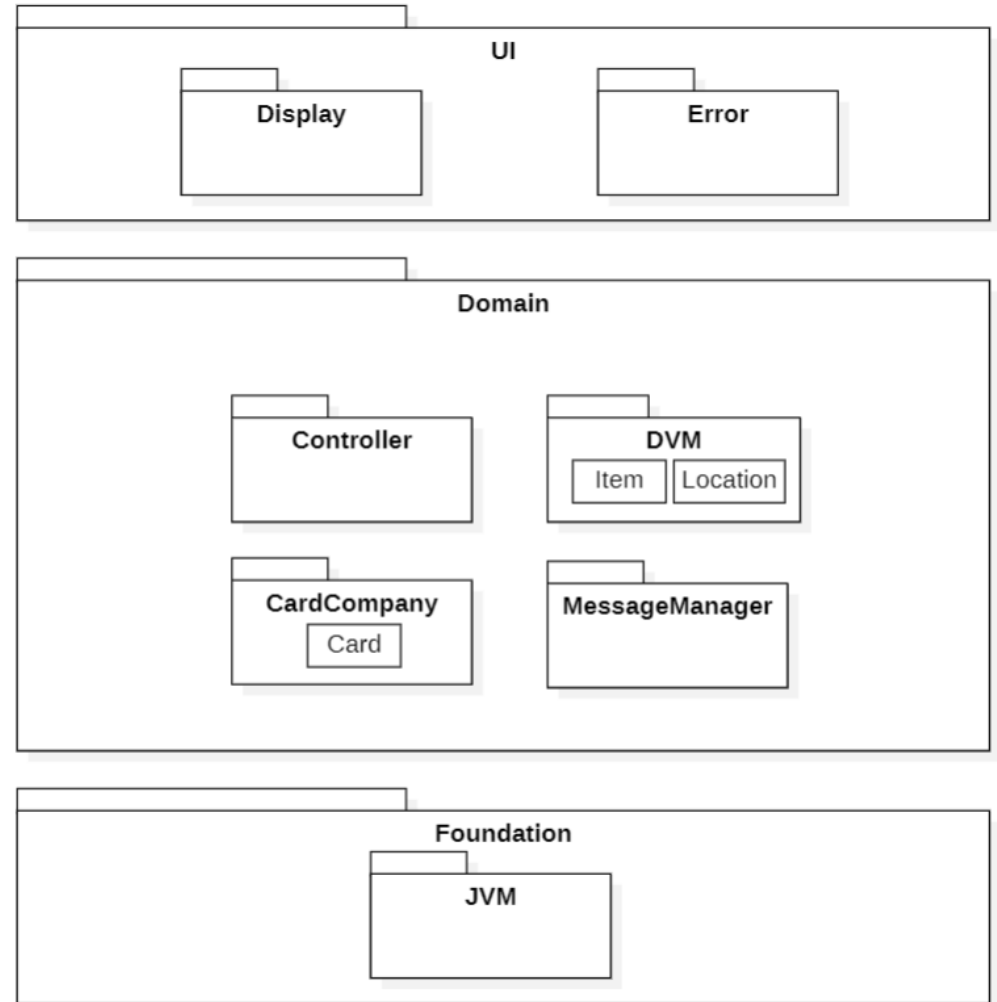 UI
Display
Error
Domain
Controller
DVM
Item
Location
CardCompany
Card
MessageManager
Foundation
JVM